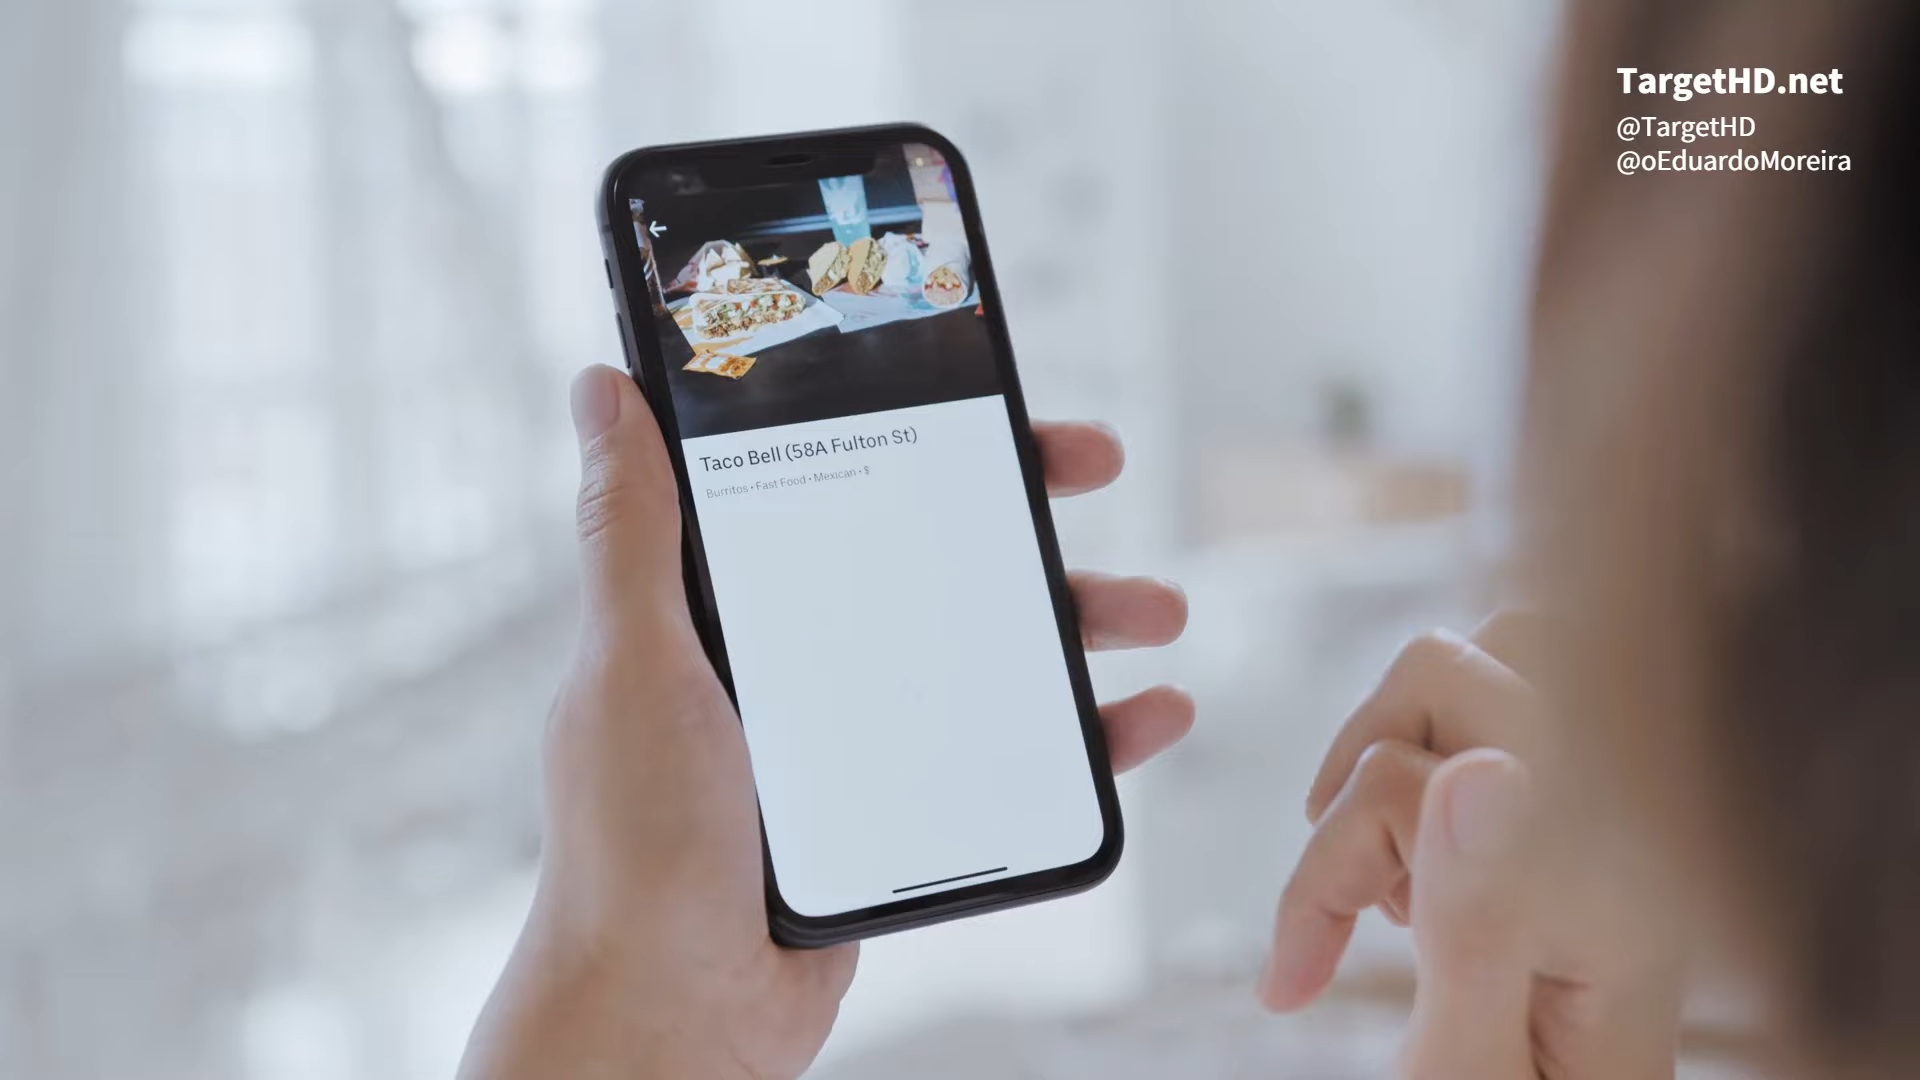 TargetHD.net
@TargetHD
@oEduardoMoreira
Taco Bell (58A Fulton St)
Burritos • Fast Food • Mexican • $